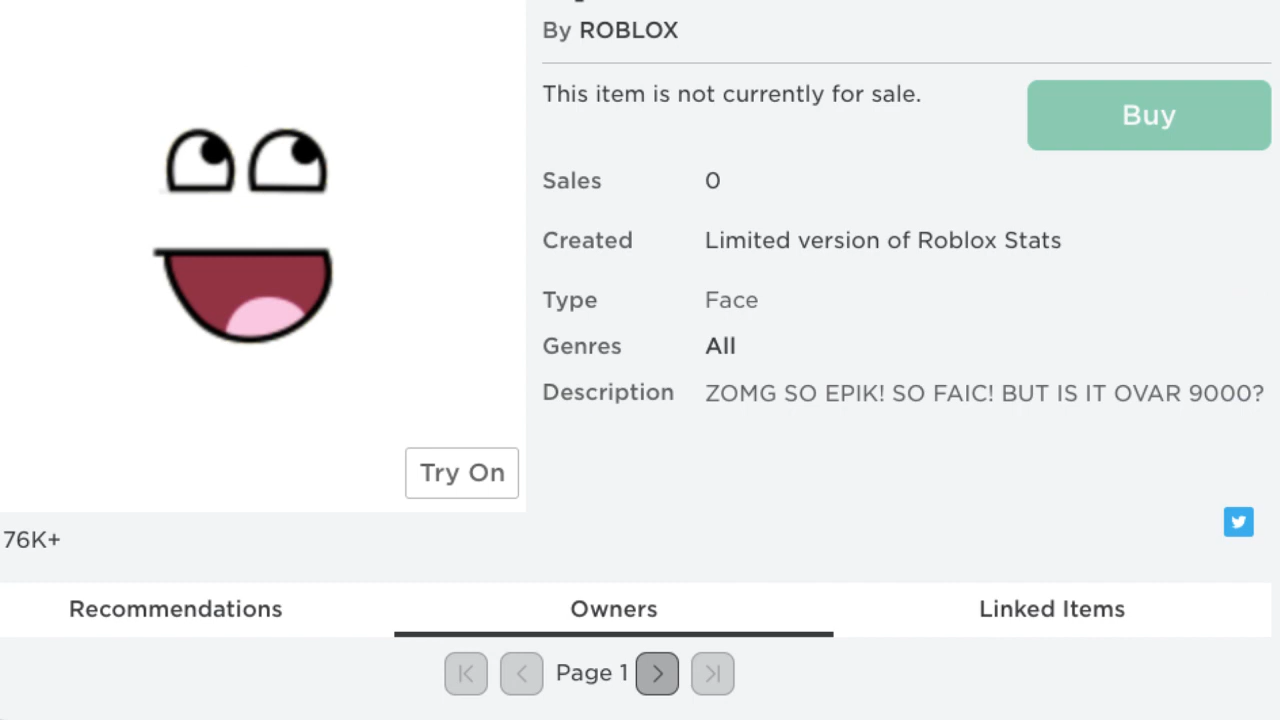 By ROBLOX
This item is not currently for sale.
Buy
Sales 0
Created Limited version of Roblox Stats
Type Face
Genres All
Description ZOMG SO EPIK! SO FAIC! BUT IS IT OVAR 9000?
Try On
76K+
Recommendations Owners Linked Items
Page 1